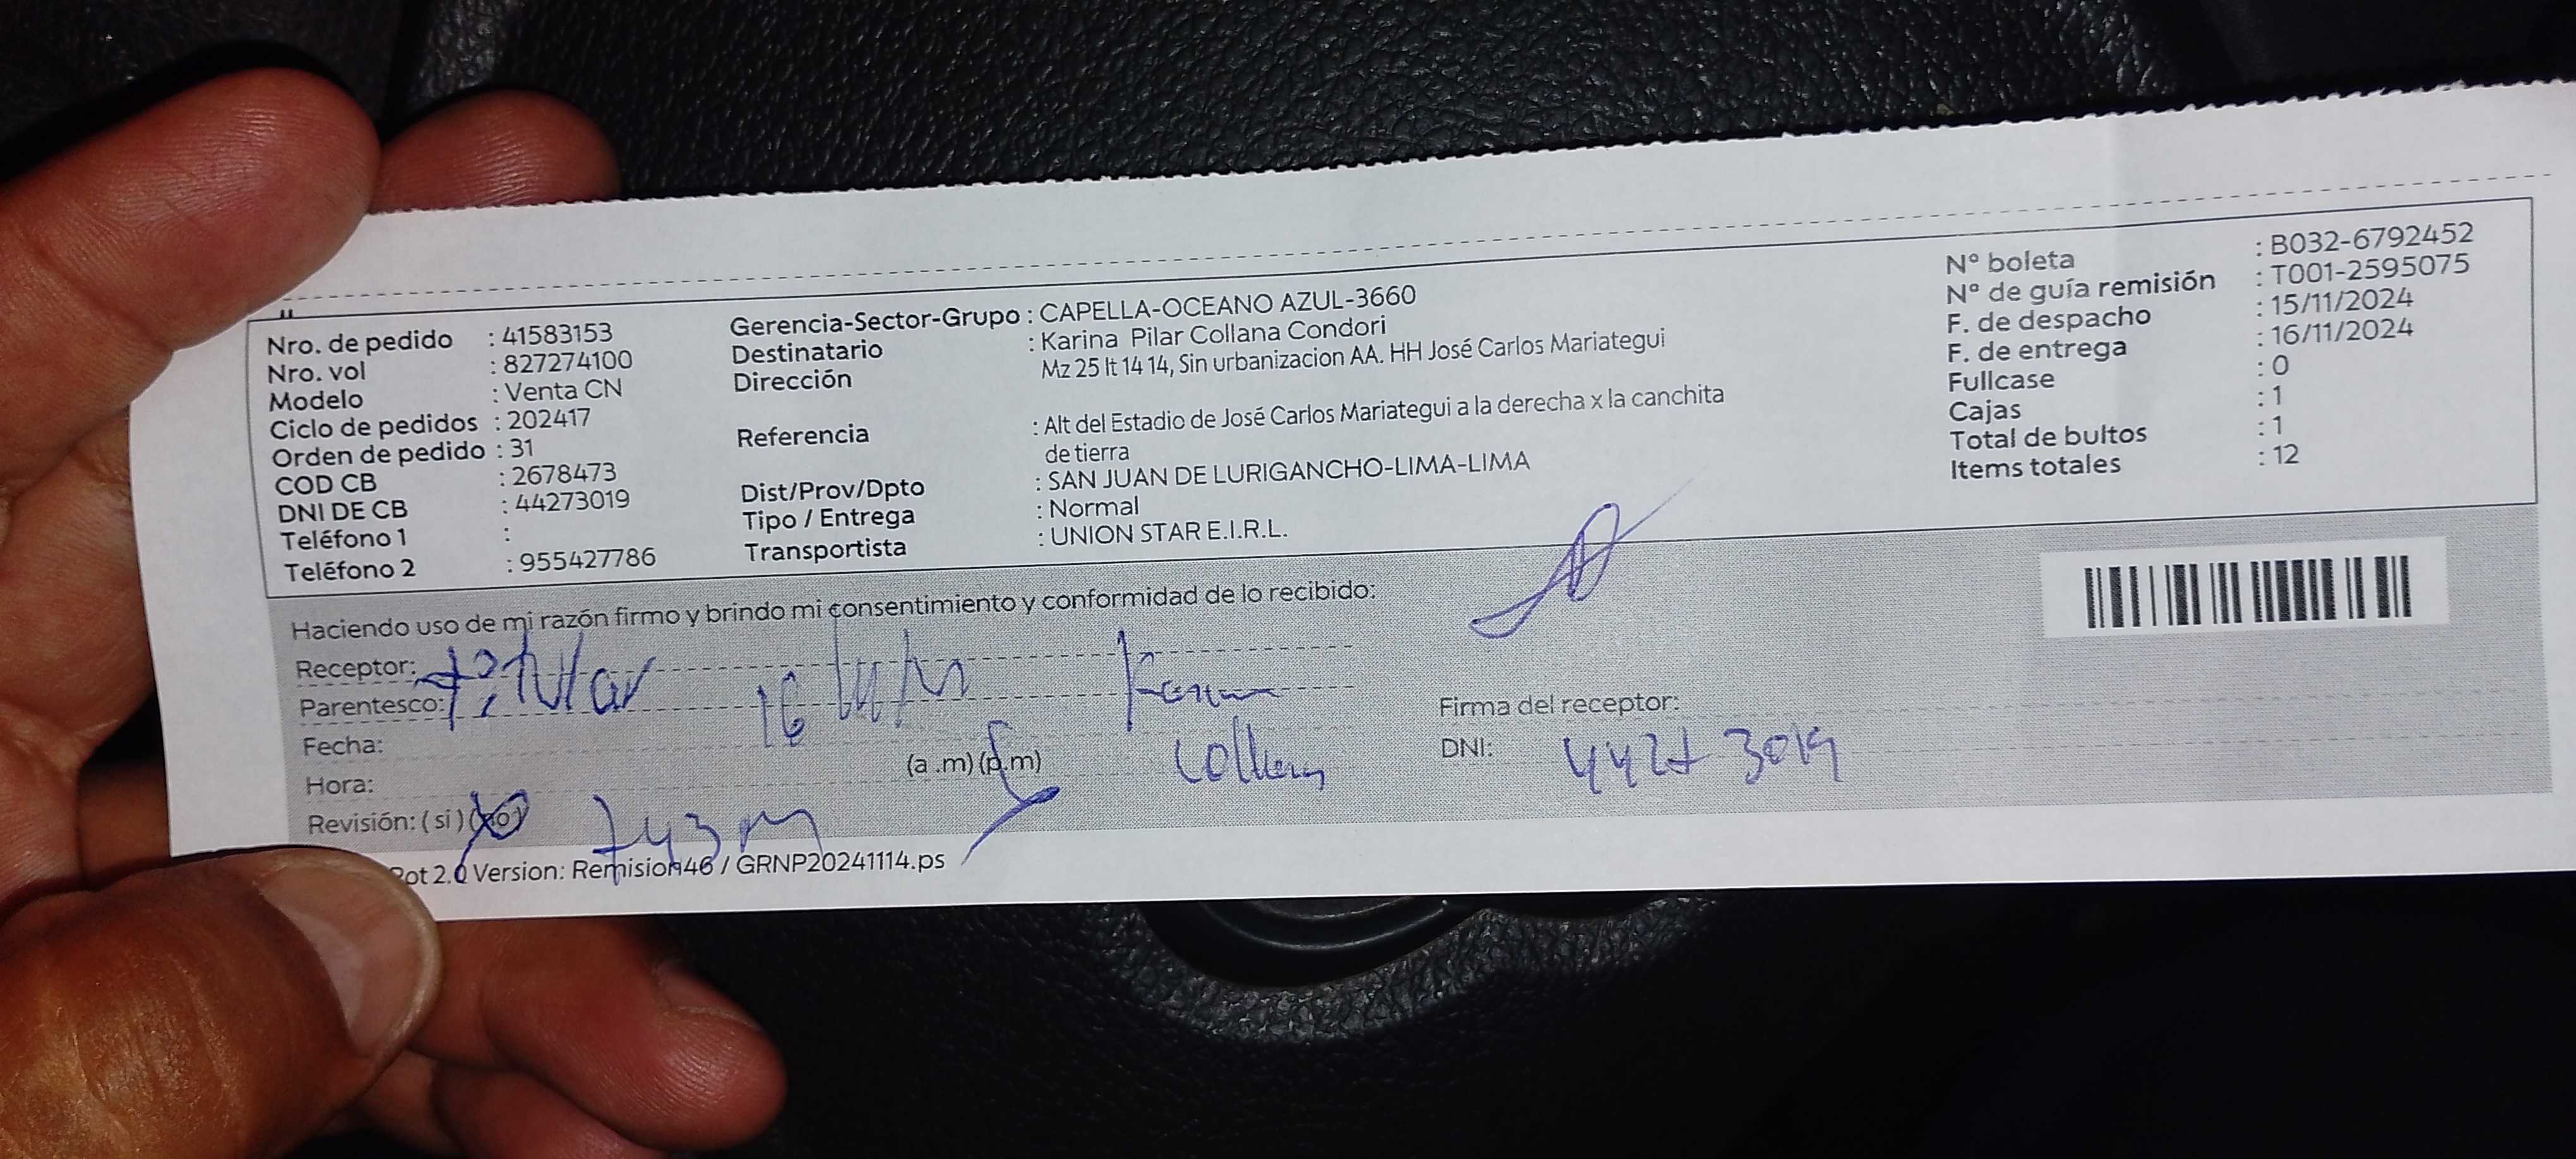 Nro. de pedido : 41583153
Nro. vol : 827274100
Modelo : Venta CN
Ciclo de pedidos : 202417
Orden de pedido : 31
COD CB : 2678473
DNI DE CB : 44273019
Teléfono 1 :
Teléfono 2 : 955427786
Gerencia-Sector-Grupo : CAPELLA-OCEANO AZUL-3660
Destinatario : Karina Pilar Collana Condori
Dirección Mz 25 lt 14 14, Sin urbanizacion AA. HH José Carlos Mariategui
Referencia : Alt del Estadio de José Carlos Mariategui a la derecha x la canchita
de tierra
Dist/Prov/Dpto : SAN JUAN DE LURIGANCHO-LIMA-LIMA
Tipo / Entrega : Normal
Transportista : UNION STAR E.I.R.L.
N° boleta : B032-6792452
N° de guía remisión : T001-2595075
F. de despacho : 15/11/2024
F. de entrega : 16/11/2024
Fullcase : 0
Cajas : 1
Total de bultos : 1
Items totales : 12
Haciendo uso de mi razón firmo y brindo mi consentimiento y conformidad de lo recibido:
Receptor: Titular
Parentesco: 16
Fecha:
Hora: (a .m) (p.m)
Revisión: ( si ) (no)
Firma del receptor:
DNI: 44273019
2.0 Version: Remision46 / GRNP20241114.ps